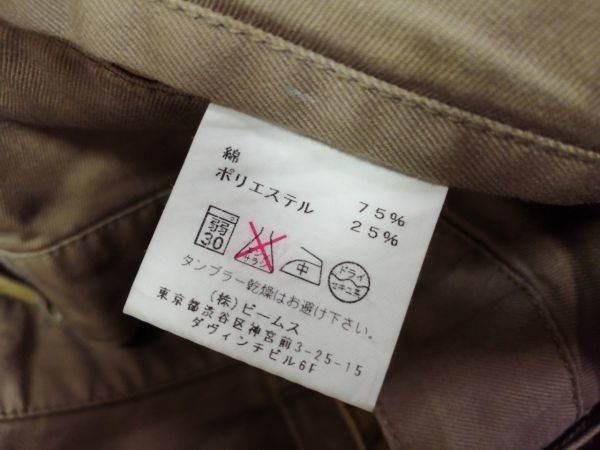 綿 75%
ポリエステル 25%
弱 30
エンソ サラシ
中
ドライ セキユ系
タンブラー乾燥はお避け下さい。
(株)ビームス
東京都渋谷区神宮前3-25-15
ダヴィンチビル6F